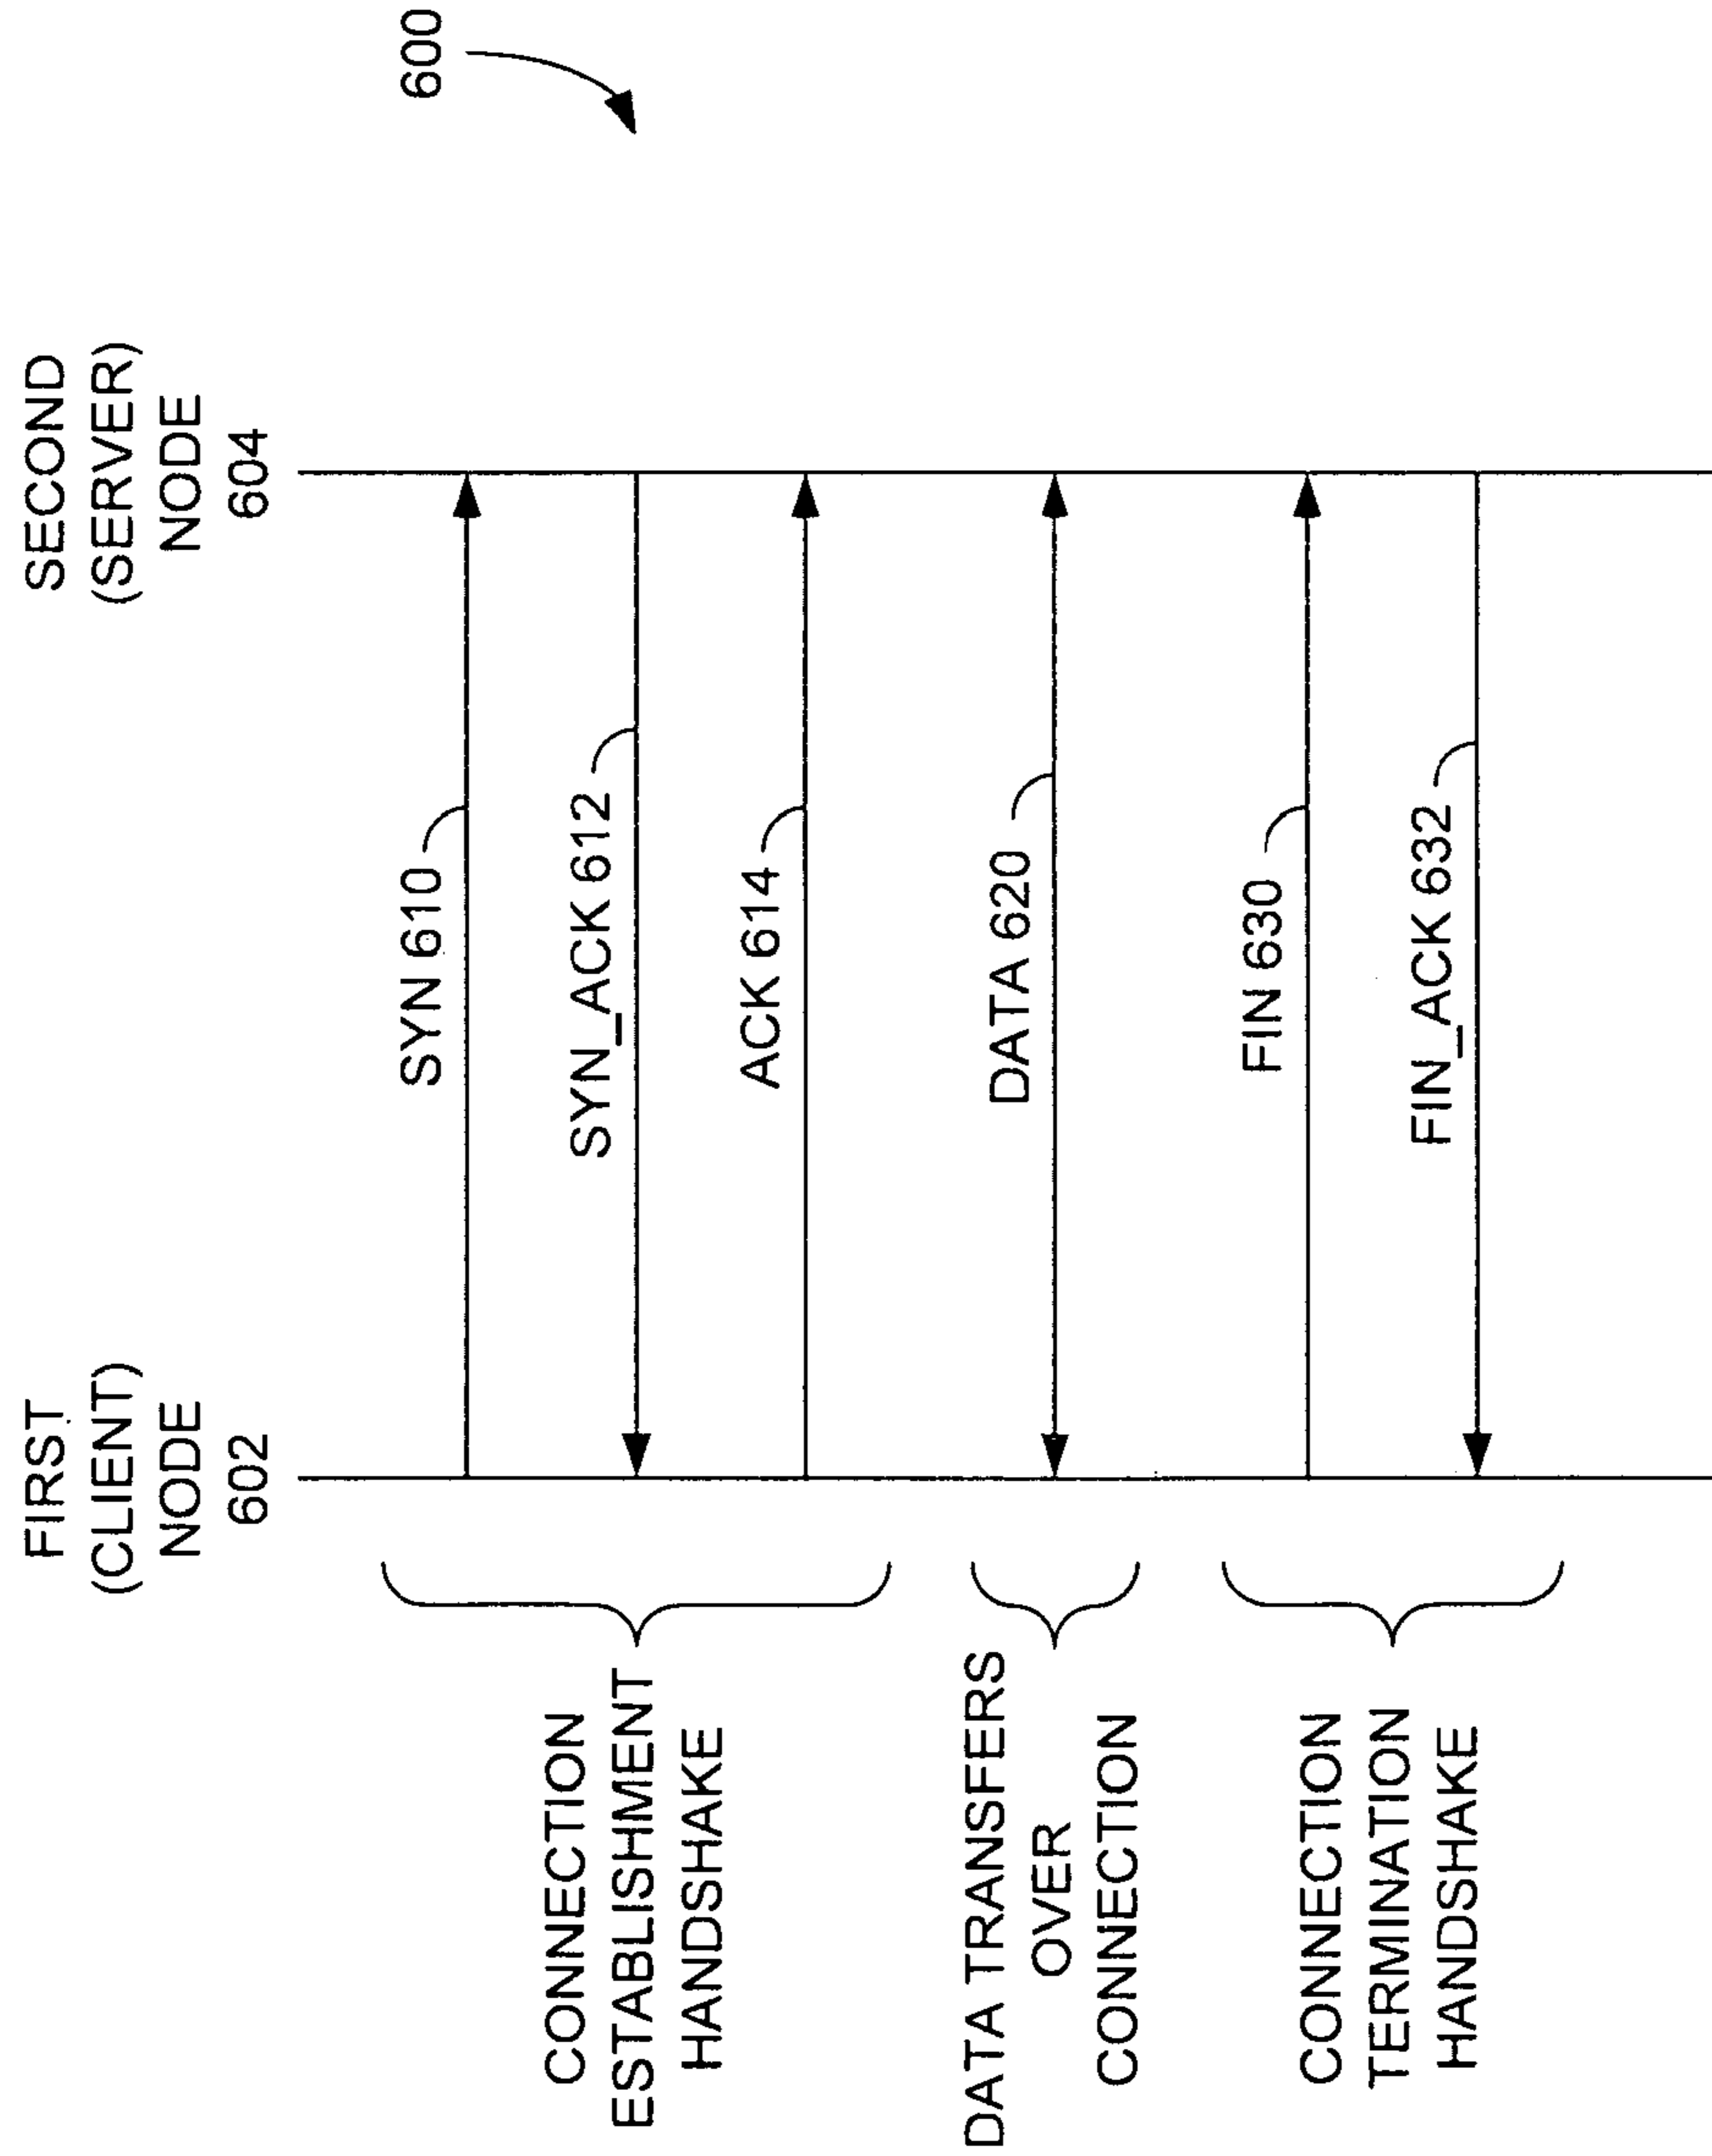 FIRST
(CLIENT)
NODE
602
SECOND
(SERVER)
NODE
604
600
CONNECTION
ESTABLISHMENT
HANDSHAKE
SYN 610
SYN_ACK 612
ACK 614
DATA TRANSFERS
OVER
CONNECTION
DATA 620
CONNECTION
TERMINATION
HANDSHAKE
FIN 630
FIN_ACK 632